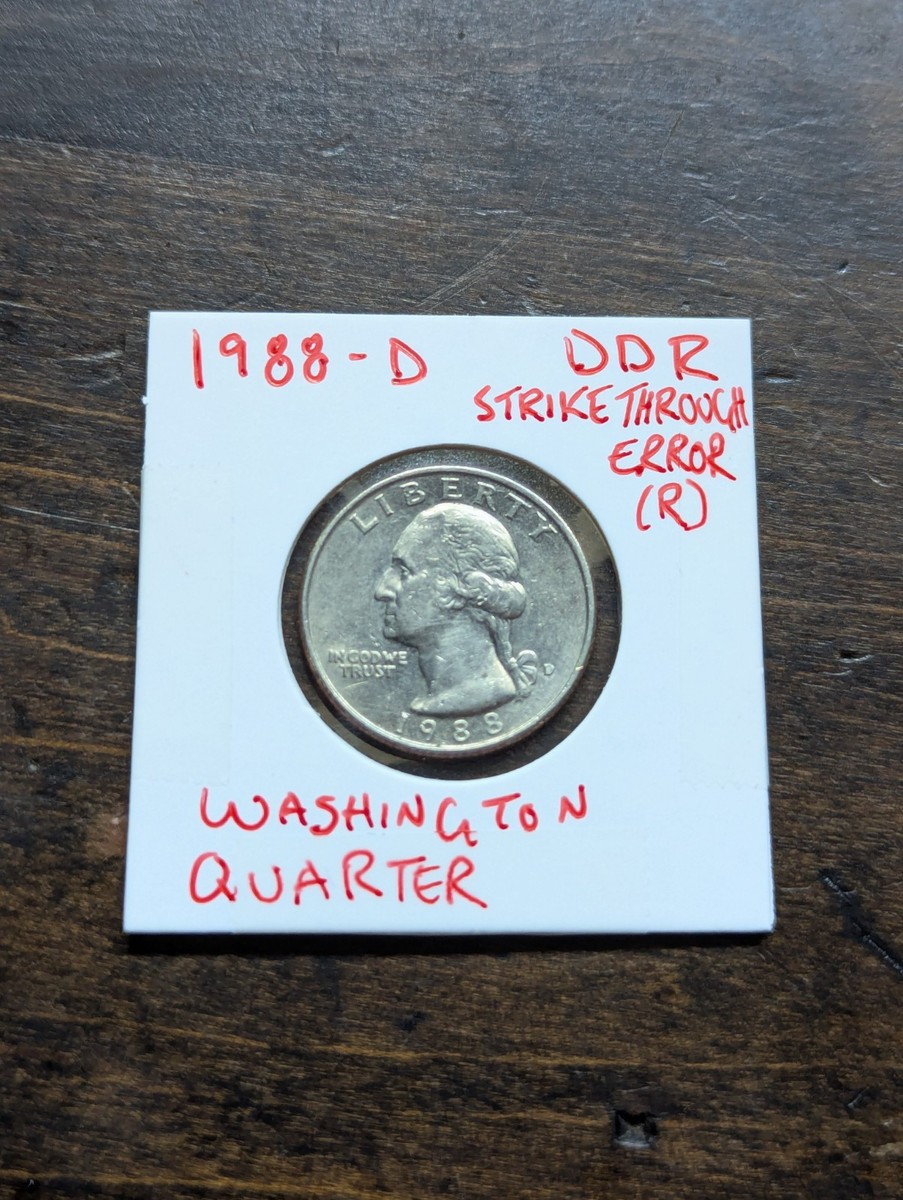 1988-D
DDR
STRIKE THROUGH
ERROR
(R)
LIBERTY
IN GOD WE
TRUST
D
1988
WASHINGTON
QUARTER